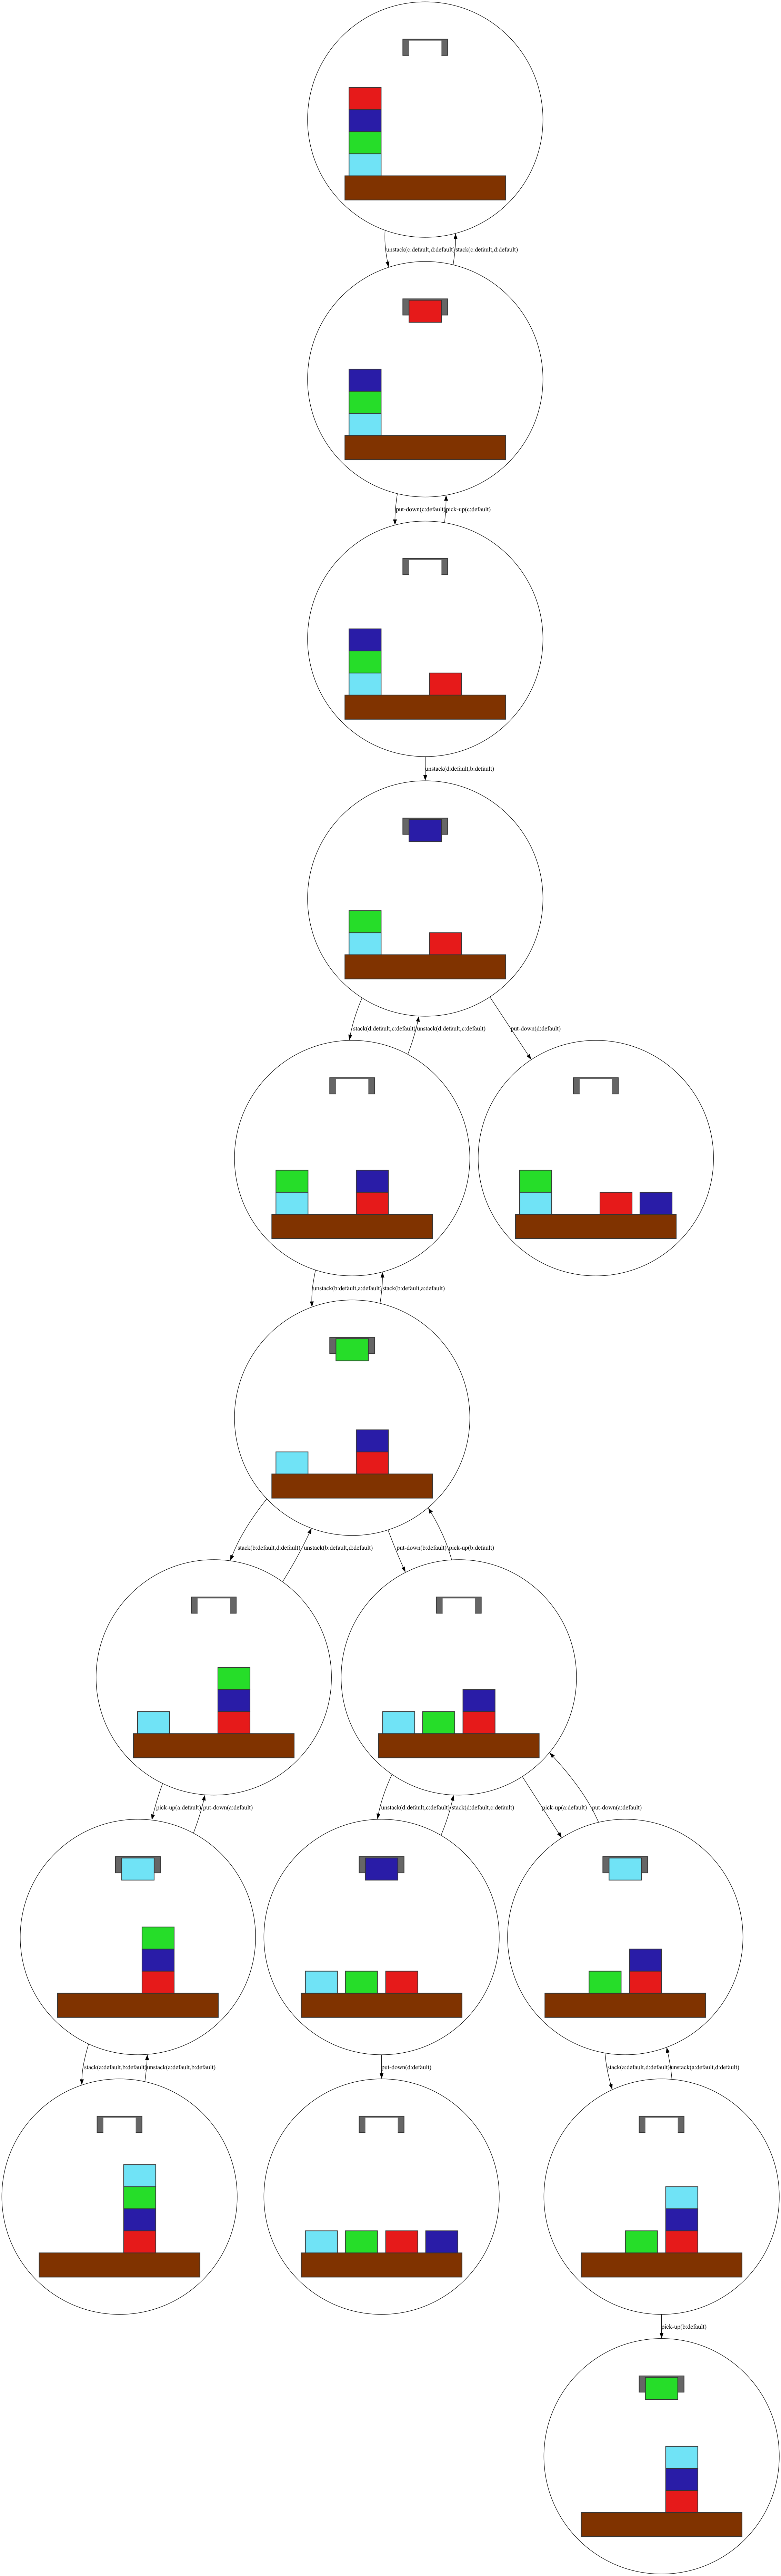 unstack(c:default,d:default) stack(c:default,d:default)
put-down(c:default) pick-up(c:default)
unstack(d:default,b:default)
stack(d:default,c:default) unstack(d:default,c:default) put-down(d:default)
unstack(b:default,a:default) stack(b:default,a:default)
stack(b:default,d:default) unstack(b:default,d:default) put-down(b:default) pick-up(b:default)
pick-up(a:default) put-down(a:default) unstack(d:default,c:default) stack(d:default,c:default) pick-up(a:default) put-down(a:default)
stack(a:default,b:default) unstack(a:default,b:default) put-down(d:default) stack(a:default,d:default) unstack(a:default,d:default)
pick-up(b:default)